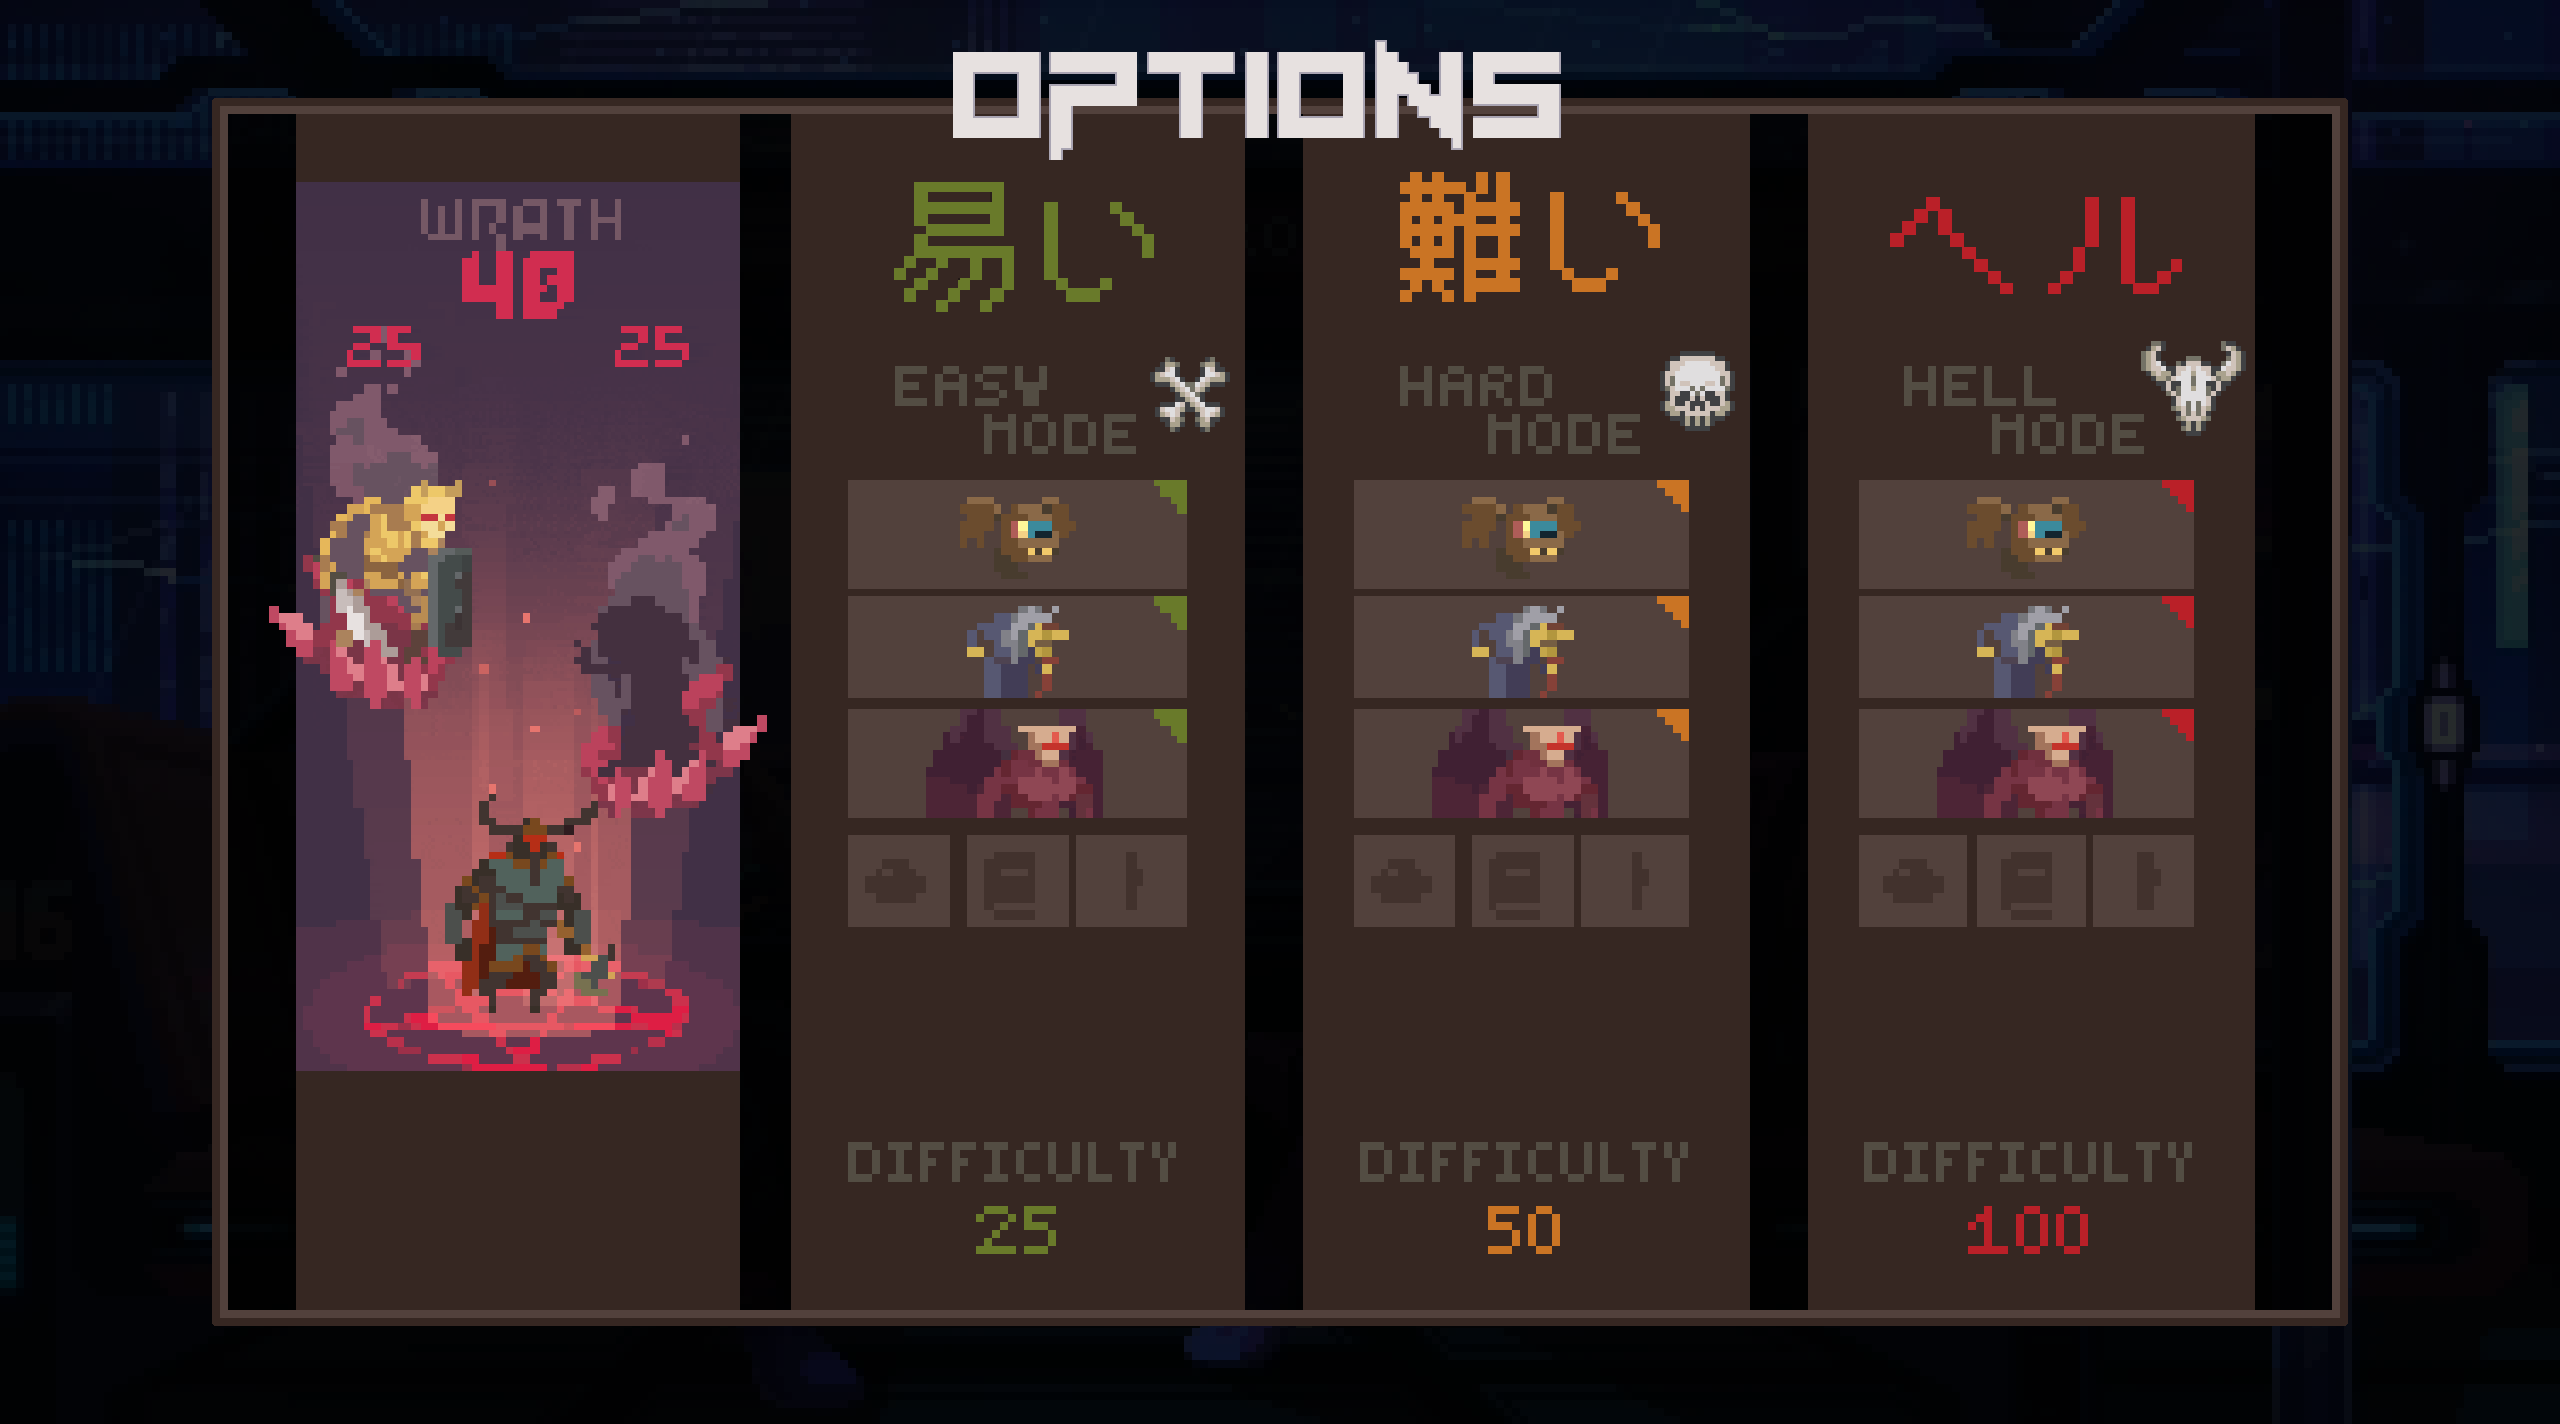 OPTIONS
WRATH
40
25 25
易い
EASY
MODE
DIFFICULTY
25
難い
HARD
MODE
DIFFICULTY
50
ヘル
HELL
MODE
DIFFICULTY
100